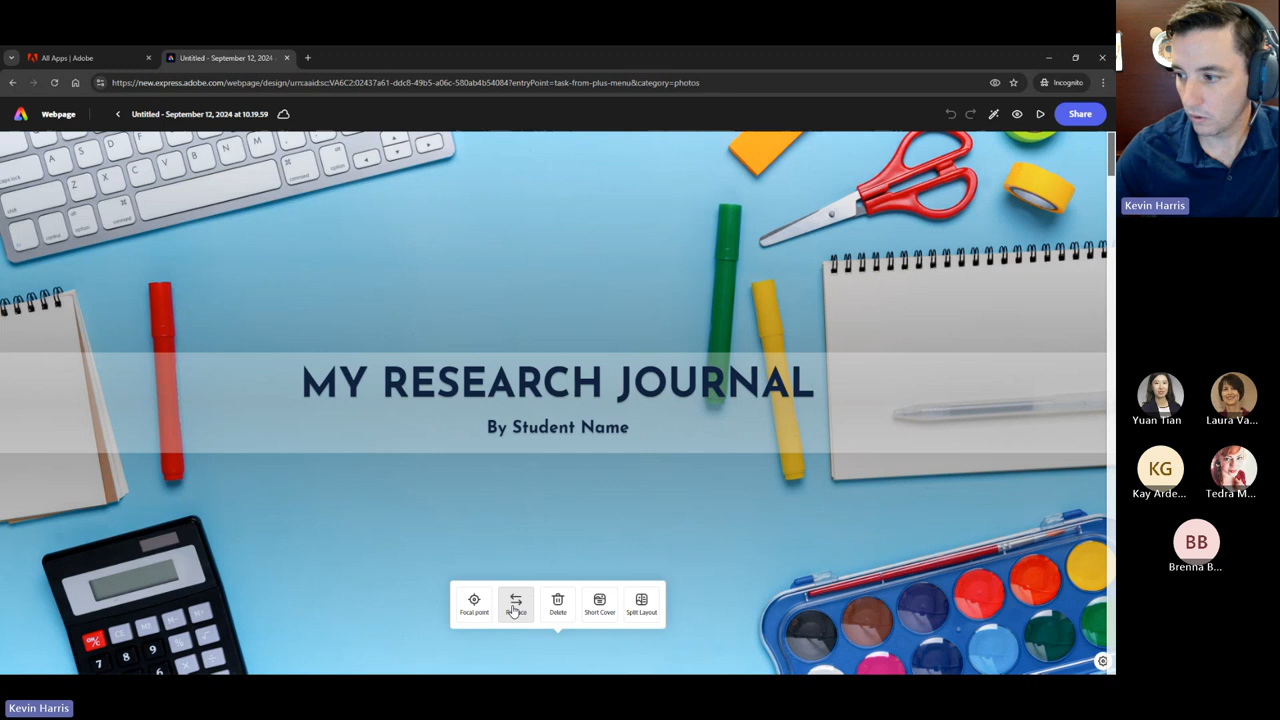 All Apps | Adobe
Untitled - September 12, 2024
https://new.express.adobe.com/webpage/design/urn:aaid:sc:VA6C2:02437a61-ddc8-49b5-a06c-580ab4b54084?entryPoint=task-from-plus-menu&category=photos
Incognito
Webpage
Untitled - September 12, 2024 at 10.19.59
Share
MY RESEARCH JOURNAL
By Student Name
Focal point
Delete
Short Cover
Split Layout
Kevin Harris
Yuan Tian
Laura Va...
KG
Kay Arde...
Tedra M...
BB
Brenna B...
Kevin Harris